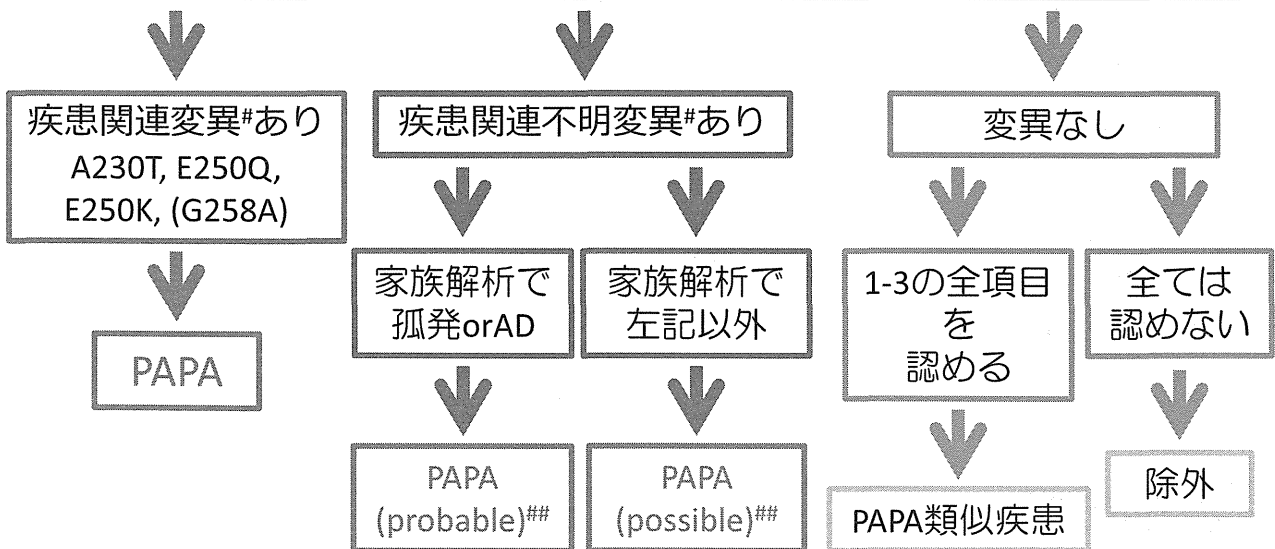 疾患関連変異#あり
A230T, E250Q,
E250K, (G258A)
疾患関連不明変異#あり
変異なし
家族解析で
孤発orAD
家族解析で
左記以外
1-3の全項目
を
認める
全ては
認めない
PAPA
PAPA
(probable)##
PAPA
(possible)##
PAPA類似疾患
除外